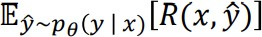 𝔼_{ŷ∼p_θ(y | x)}[R(x, ŷ)]